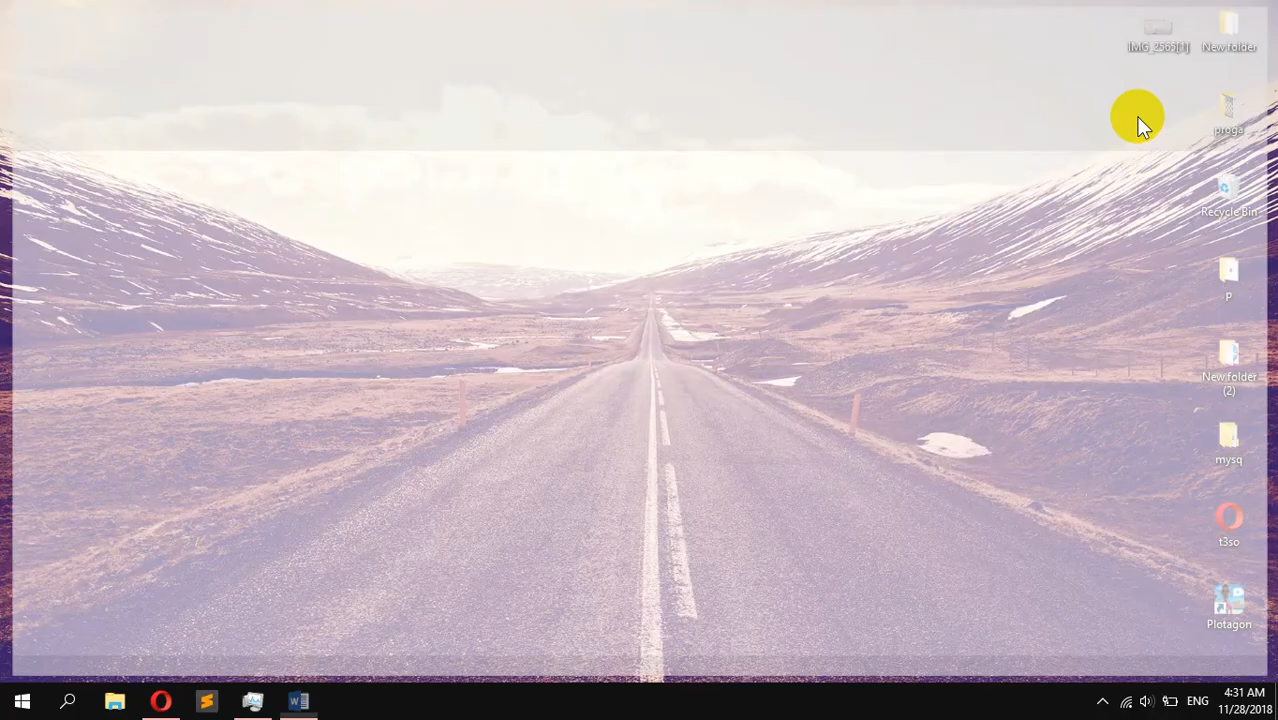 IMG_2565[1]
New folder
proga
Recycle Bin
p
New folder
(2)
mysq
t3so
Plotagon
ENG
4:31 AM
11/28/2018